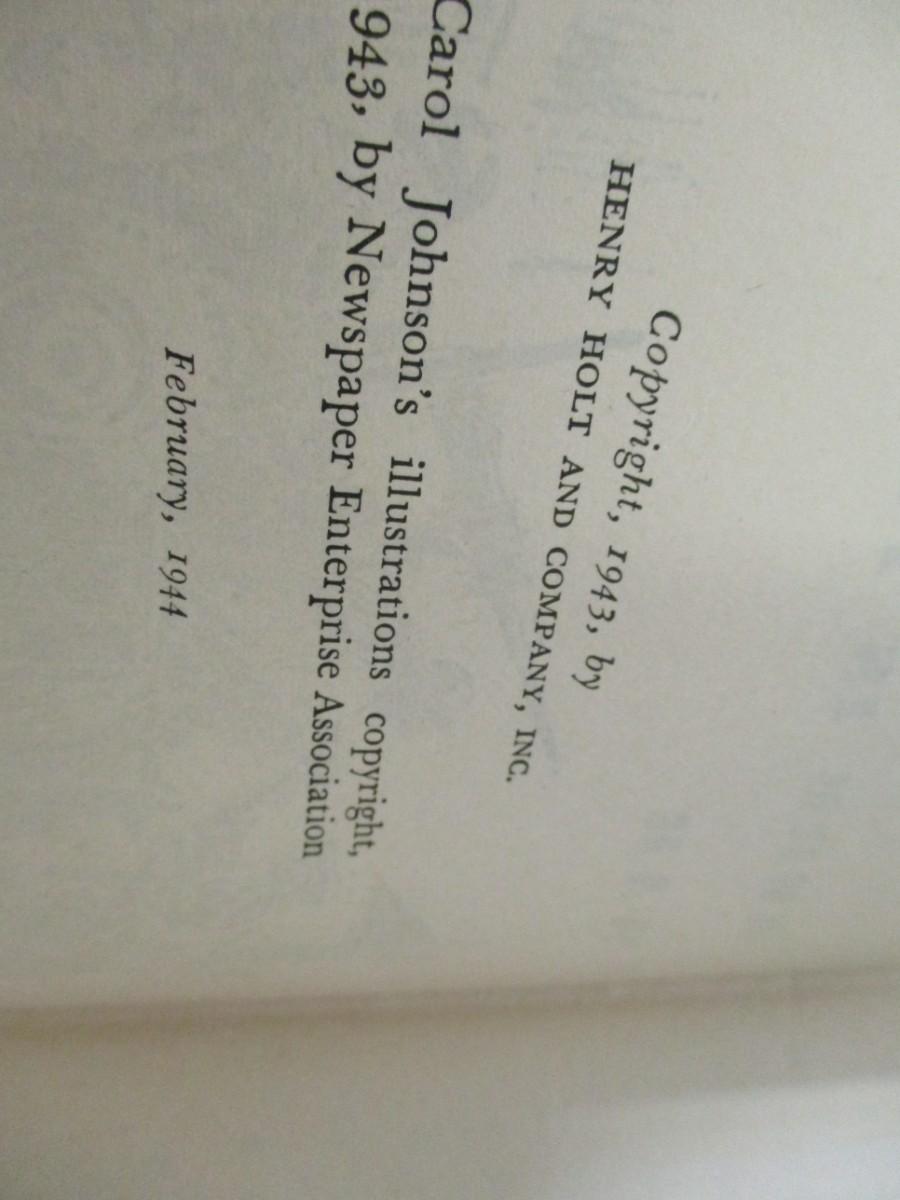 Copyright, 1943, by
HENRY HOLT AND COMPANY, INC.
Carol Johnson's illustrations copyright,
943, by Newspaper Enterprise Association
February, 1944